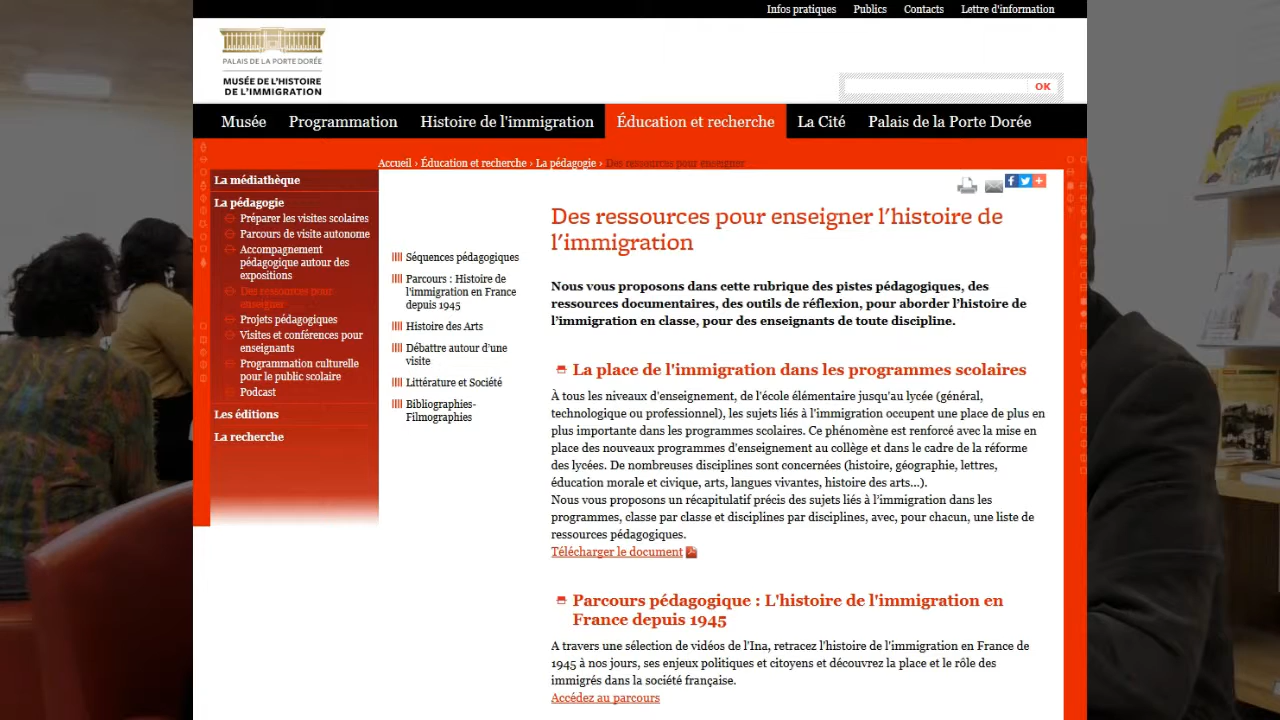 Infos pratiques Publics Contacts Lettre d'information
PALAIS DE LA PORTE DORÉE
MUSÉE DE L'HISTOIRE
DE L'IMMIGRATION
OK
Musée Programmation Histoire de l'immigration Éducation et recherche La Cité Palais de la Porte Dorée
Accueil › Éducation et recherche › La pédagogie › Des ressources pour enseigner
La médiathèque
La pédagogie
Préparer les visites scolaires
Parcours de visite autonome
Accompagnement
pédagogique autour des
expositions
Des ressources pour
enseigner
Projets pédagogiques
Visites et conférences pour
enseignants
Programmation culturelle
pour le public scolaire
Podcast
Les éditions
La recherche
Séquences pédagogiques
Parcours : Histoire de
l'immigration en France
depuis 1945
Histoire des Arts
Débattre autour d'une
visite
Littérature et Société
Bibliographies-
Filmographies
Des ressources pour enseigner l'histoire de
l'immigration
Nous vous proposons dans cette rubrique des pistes pédagogiques, des
ressources documentaires, des outils de réflexion, pour aborder l'histoire de
l'immigration en classe, pour des enseignants de toute discipline.
La place de l'immigration dans les programmes scolaires
À tous les niveaux d'enseignement, de l'école élémentaire jusqu'au lycée (général,
technologique ou professionnel), les sujets liés à l'immigration occupent une place de plus en
plus importante dans les programmes scolaires. Ce phénomène est renforcé avec la mise en
place des nouveaux programmes d'enseignement au collège et dans le cadre de la réforme
des lycées. De nombreuses disciplines sont concernées (histoire, géographie, lettres,
éducation morale et civique, arts, langues vivantes, histoire des arts...).
Nous vous proposons un récapitulatif précis des sujets liés à l'immigration dans les
programmes, classe par classe et disciplines par disciplines, avec, pour chacun, une liste de
ressources pédagogiques.
Télécharger le document
Parcours pédagogique : L'histoire de l'immigration en
France depuis 1945
A travers une sélection de vidéos de l'Ina, retracez l'histoire de l'immigration en France de
1945 à nos jours, ses enjeux politiques et citoyens et découvrez la place et le rôle des
immigrés dans la société française.
Accédez au parcours